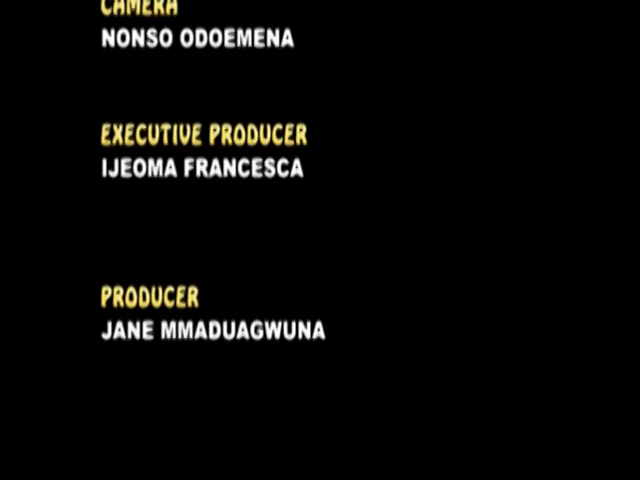 CAMERA
NONSO ODOEMENA
EXECUTIVE PRODUCER
IJEOMA FRANCESCA
PRODUCER
JANE MMADUAGWUNA